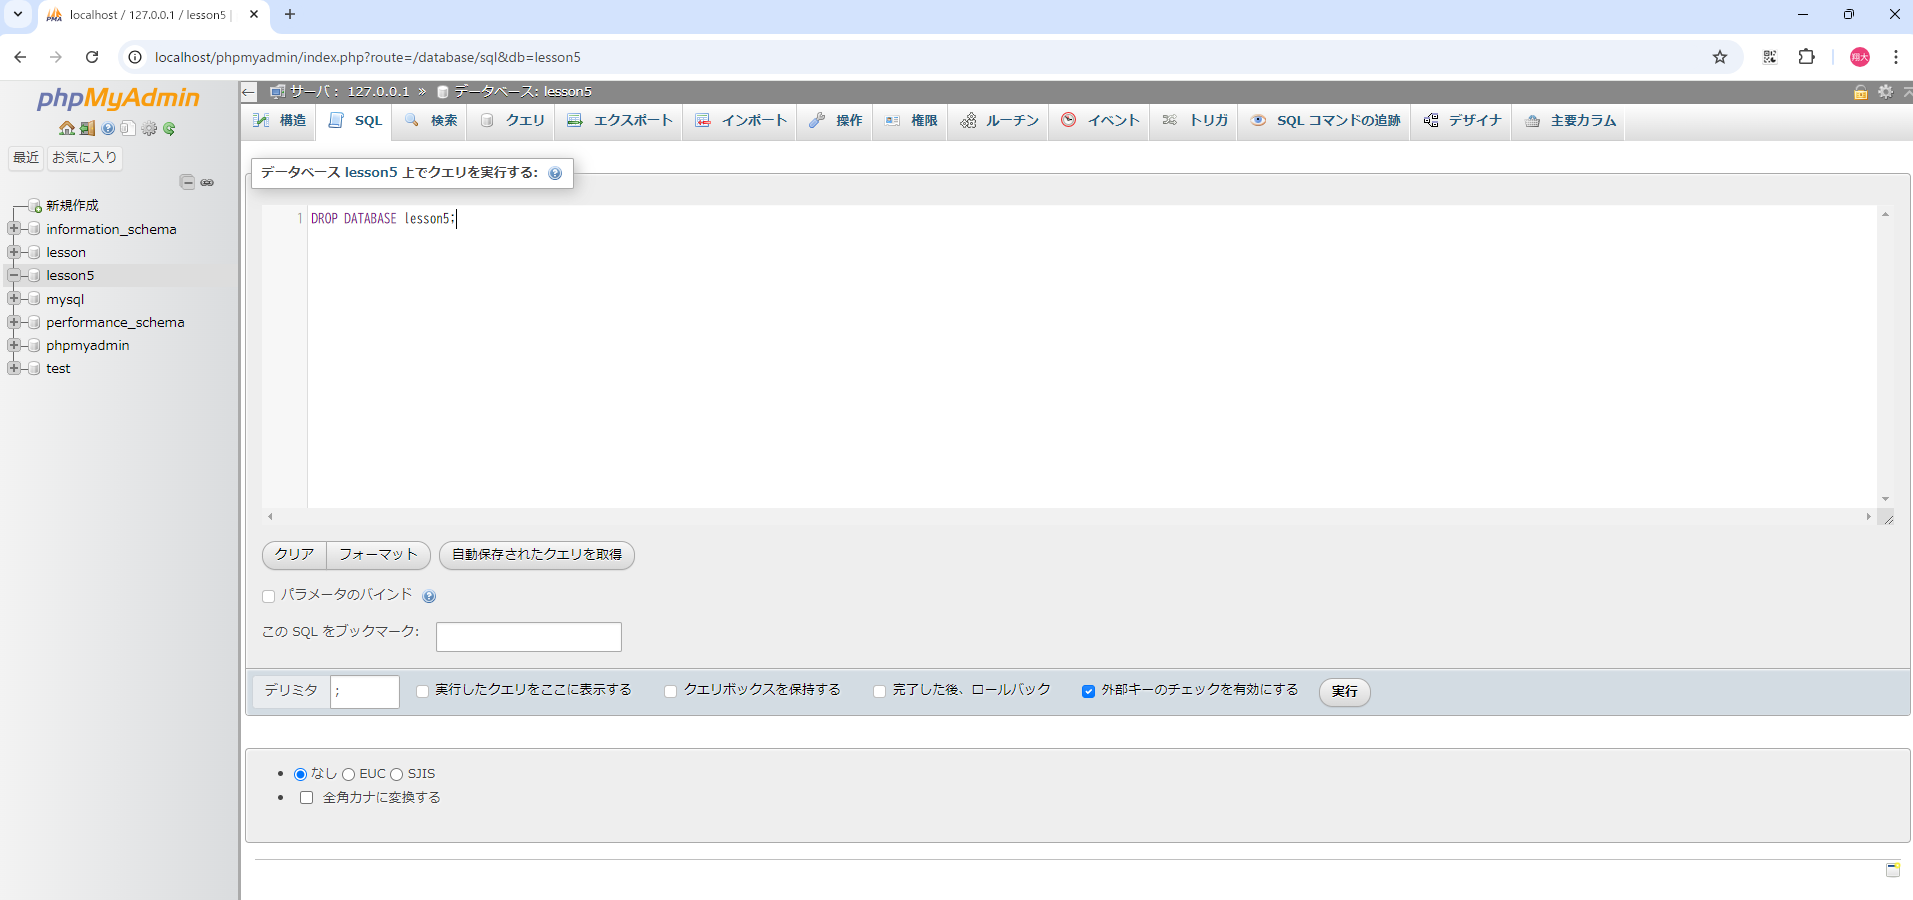 localhost / 127.0.0.1 / lesson5 |
localhost/phpmyadmin/index.php?route=/database/sql&db=lesson5
翔大
phpMyAdmin
最近 お気に入り
新規作成
information_schema
lesson
lesson5
mysql
performance_schema
phpmyadmin
test
サーバ: 127.0.0.1 » データベース: lesson5
構造 SQL 検索 クエリ エクスポート インポート 操作 権限 ルーチン イベント トリガ SQL コマンドの追跡 デザイナ 主要カラム
データベース lesson5 上でクエリを実行する:
1 DROP DATABASE lesson5;
クリア フォーマット 自動保存されたクエリを取得
パラメータのバインド
この SQL をブックマーク:
デリミタ ; 実行したクエリをここに表示する クエリボックスを保持する 完了した後、ロールバック 外部キーのチェックを有効にする 実行
なし EUC SJIS
全角カナに変換する